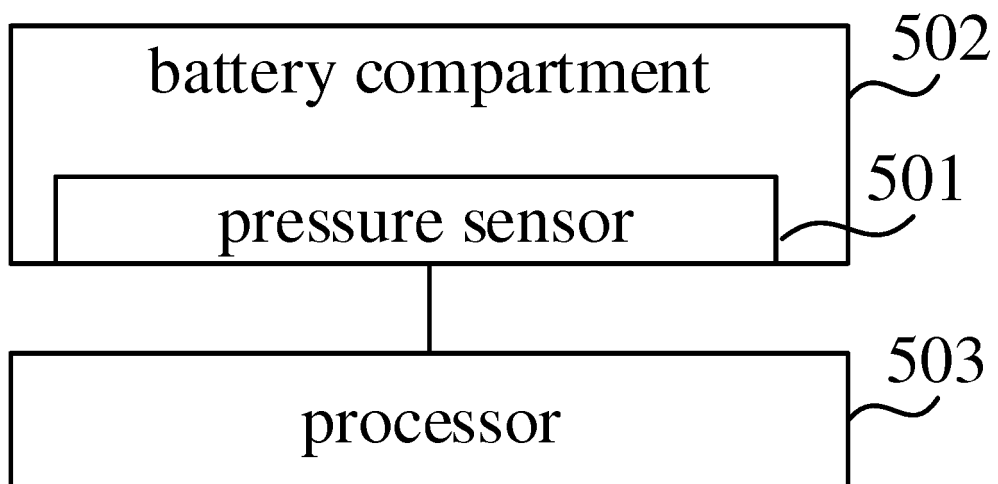 502
battery compartment
501
pressure sensor
503
processor